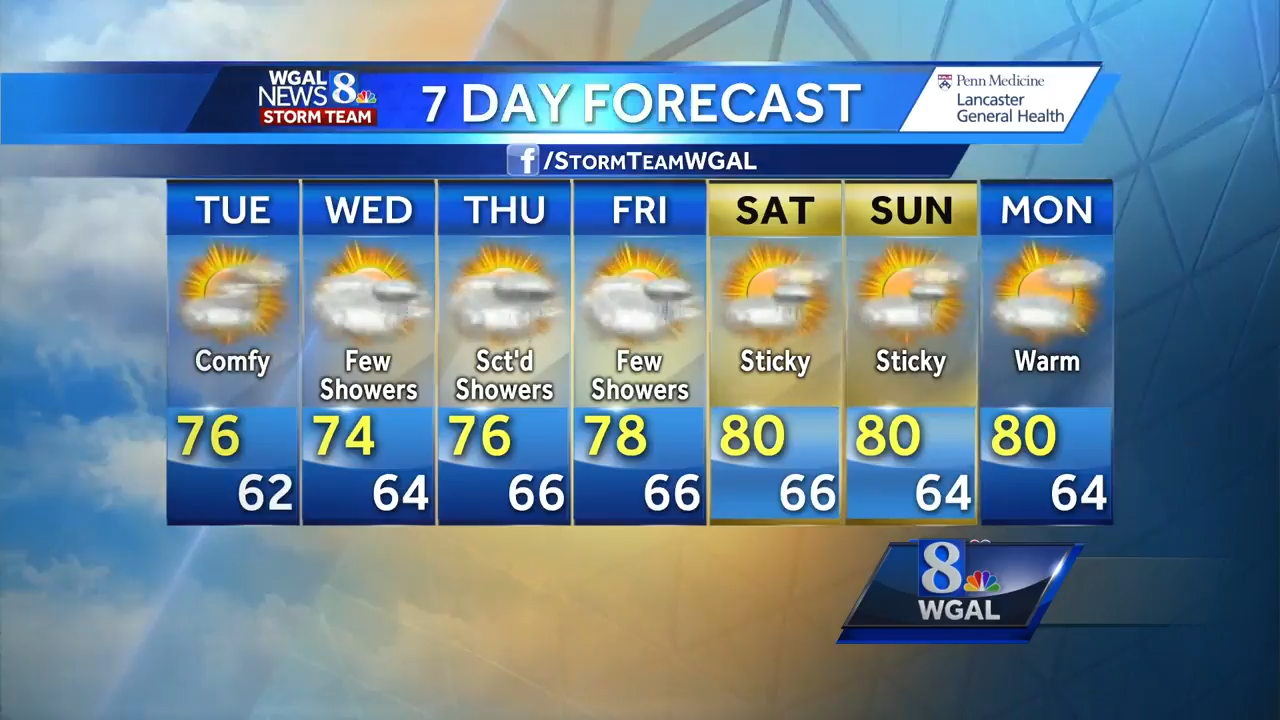 WGAL
NEWS 8
STORM TEAM
7 DAY FORECAST
Penn Medicine
Lancaster
General Health
f /STORMTEAMWGAL
TUE WED THU FRI SAT SUN MON
Comfy Few Showers Sct'd Showers Few Showers Sticky Sticky Warm
76 74 76 78 80 80 80
62 64 66 66 66 64 64
8
WGAL